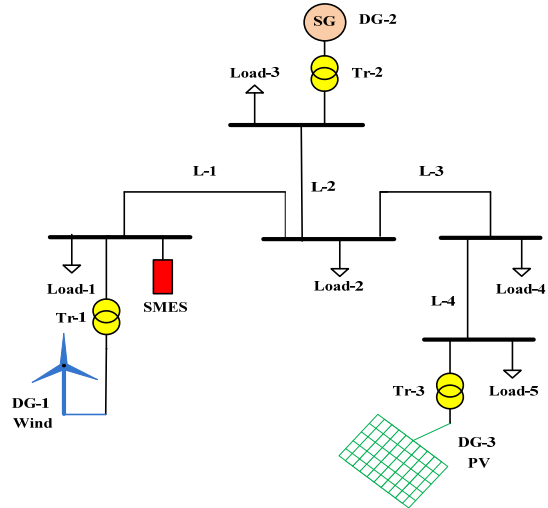 SG
DG-2
Load-3
Tr-2
L-1
L-2
L-3
Load-1
SMES
Load-2
Load-4
Tr-1
L-4
DG-1
Wind
Tr-3
Load-5
DG-3
PV